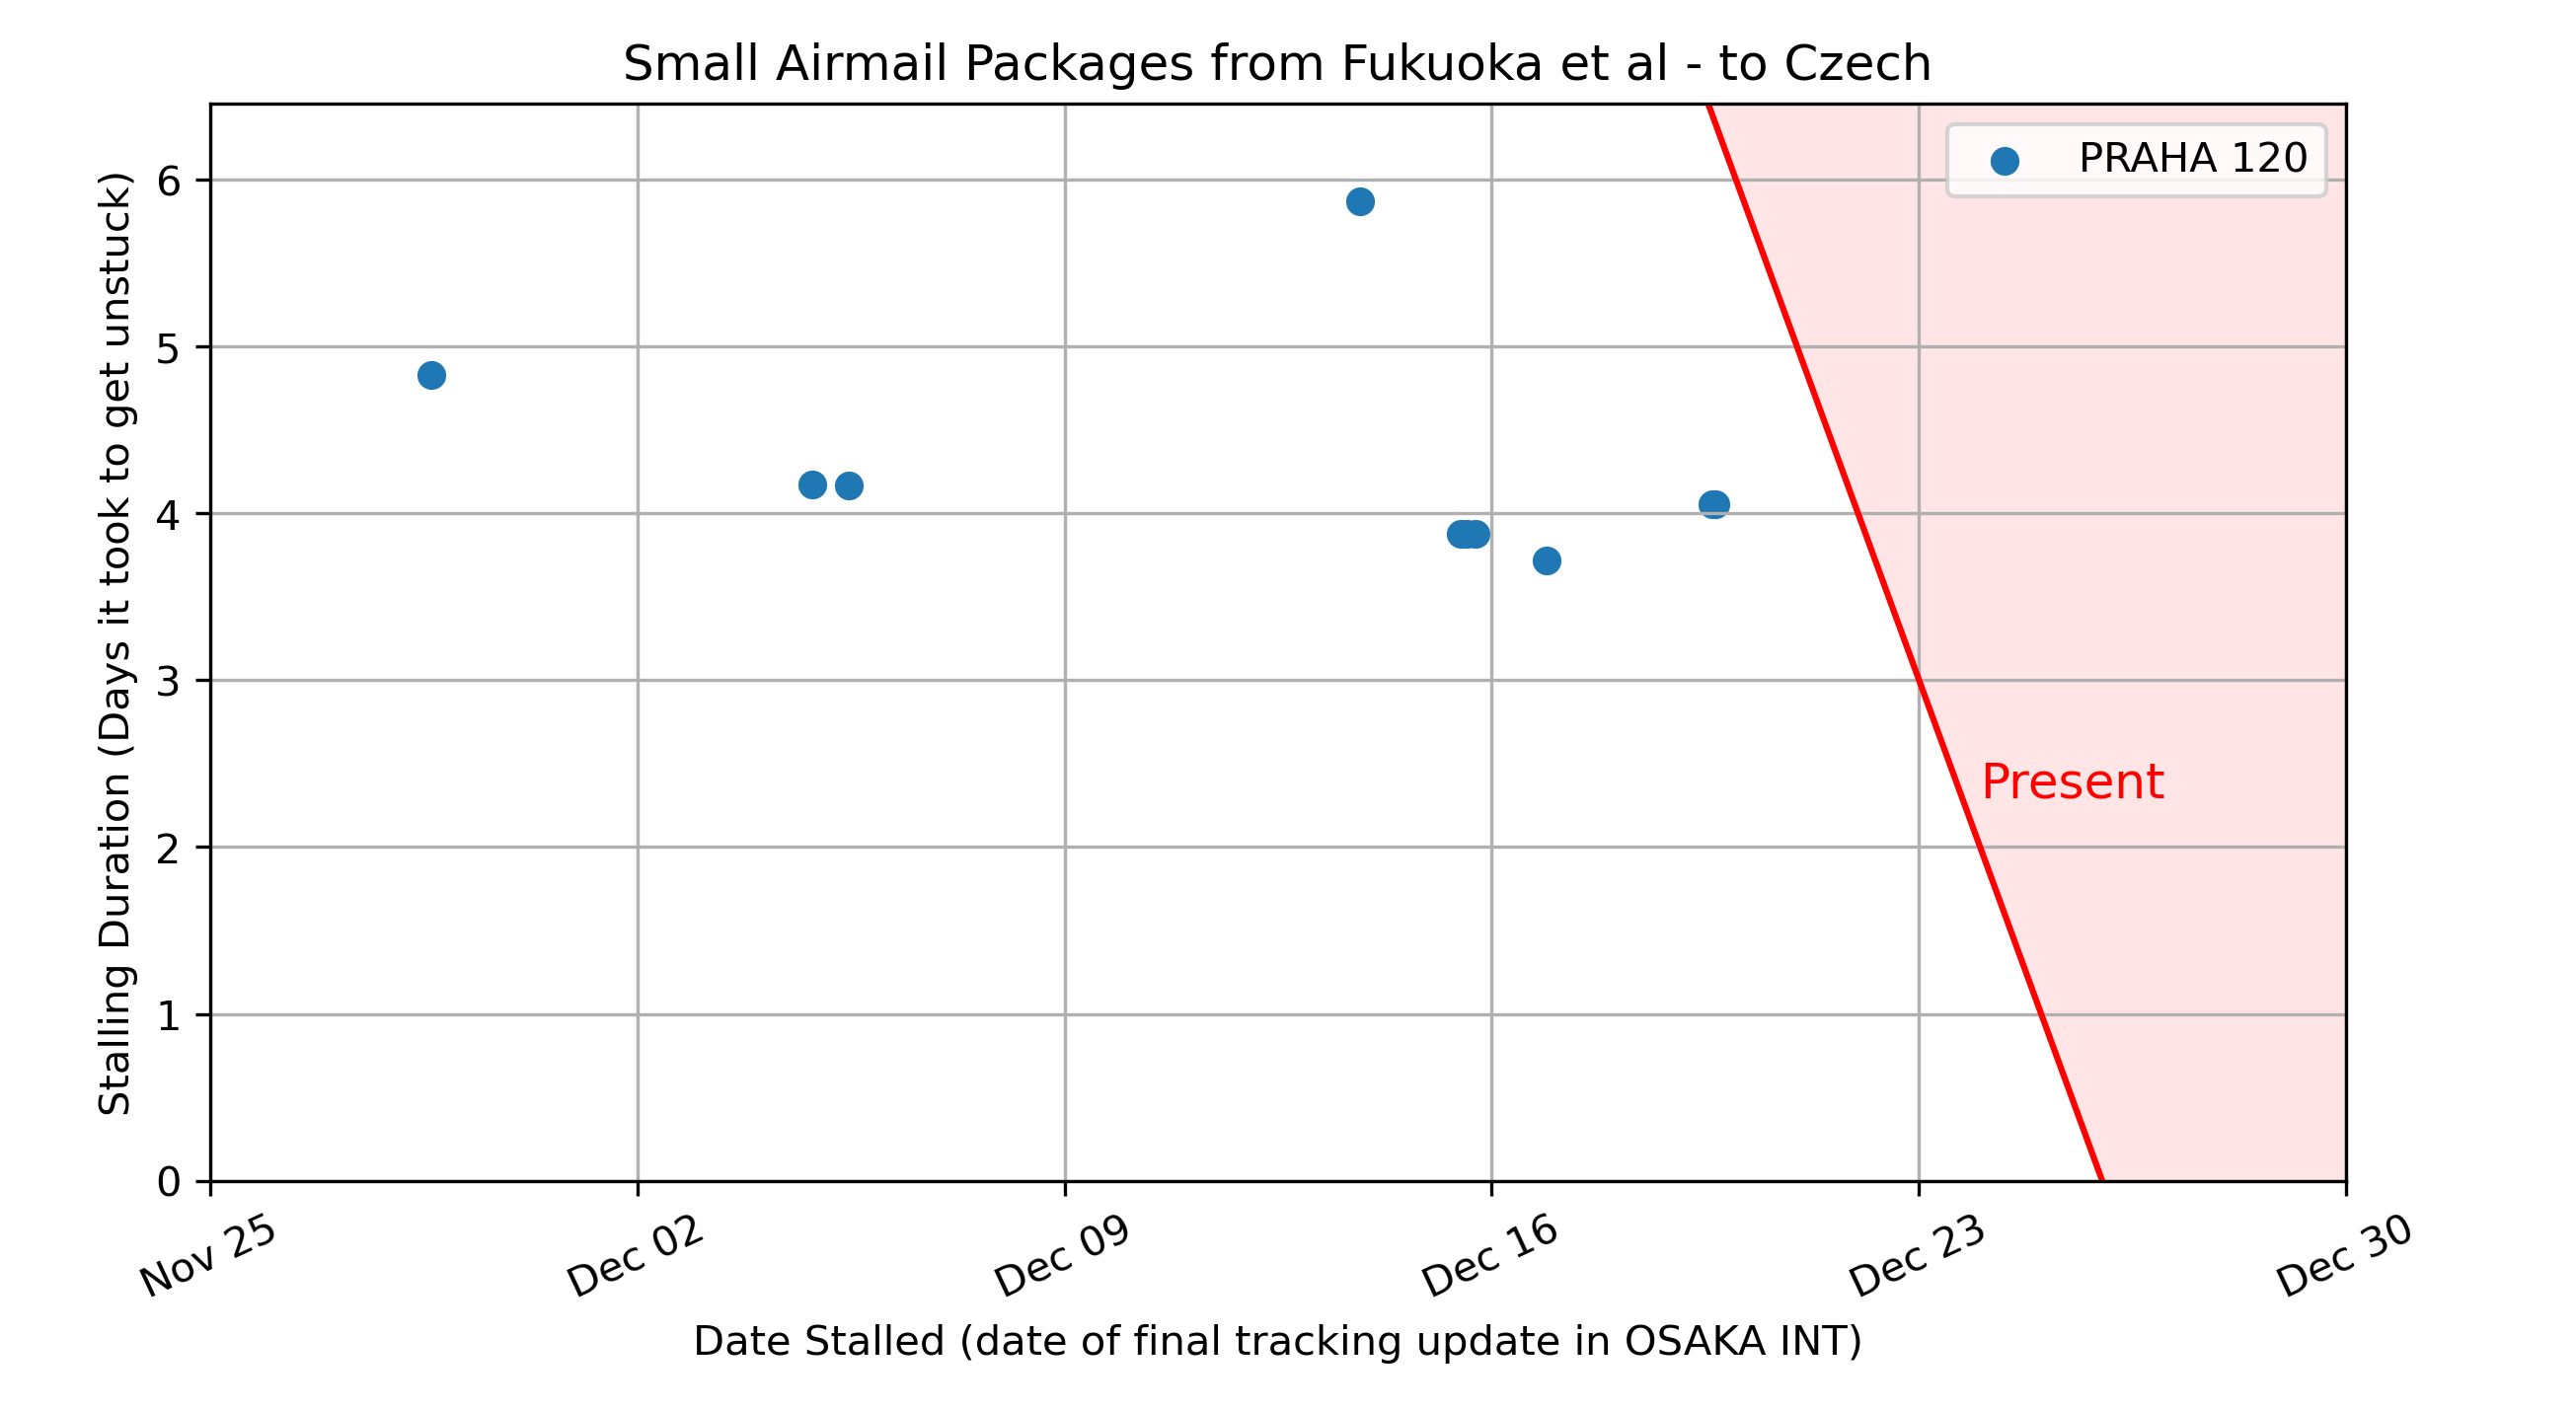 Small Airmail Packages from Fukuoka et al - to Czech
PRAHA 120
Stalling Duration (Days it took to get unstuck)
6
5
4
3
2
1
0
Present
Nov 25
Dec 02
Dec 09
Dec 16
Dec 23
Dec 30
Date Stalled (date of final tracking update in OSAKA INT)